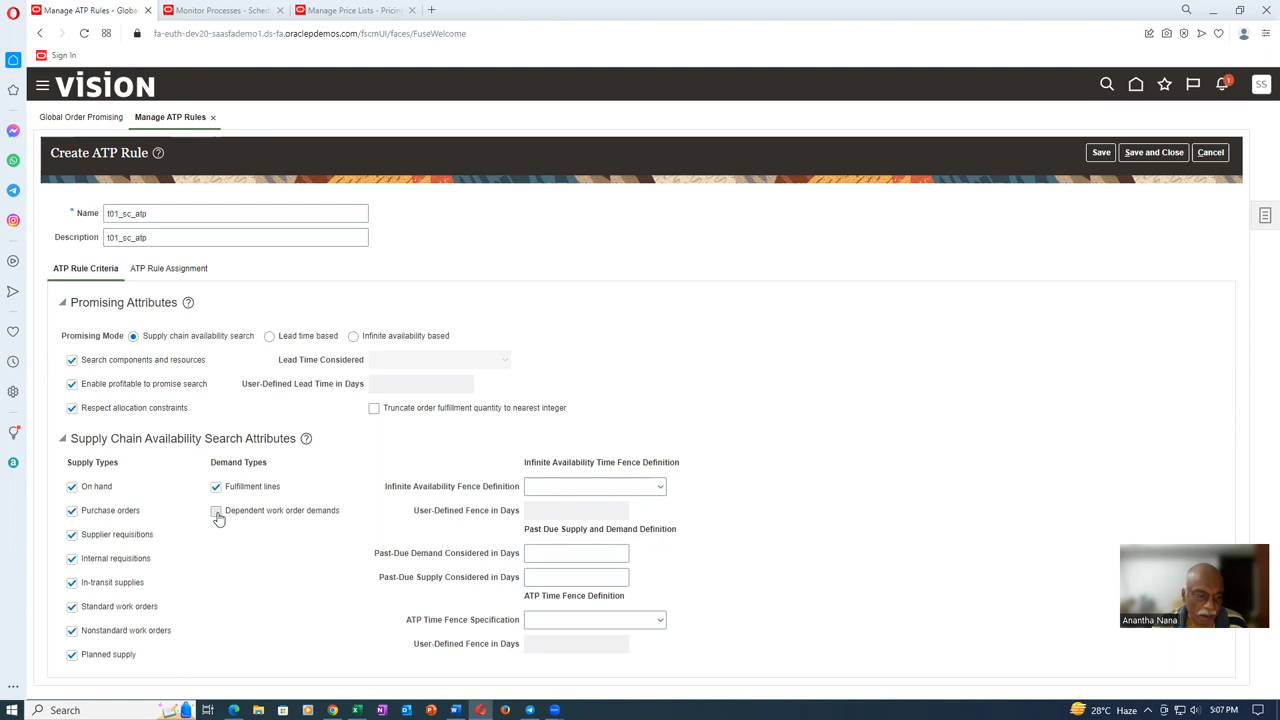 Manage ATP Rules - Globa
Monitor Processes - Sche
Manage Price Lists - Pricin
fa-euth-dev20-saasfademo1.ds-fa.oraclepdemos.com/fscmUI/faces/FuseWelcome
Sign In
VISION
1
SS
Global Order Promising
Manage ATP Rules
Create ATP Rule
Save
Save and Close
Cancel
* Name t01_sc_atp
Description t01_sc_atp
ATP Rule Criteria
ATP Rule Assignment
Promising Attributes
Promising Mode Supply chain availability search Lead time based Infinite availability based
Search components and resources Lead Time Considered
Enable profitable to promise search User-Defined Lead Time in Days
Respect allocation constraints Truncate order fulfillment quantity to nearest integer
Supply Chain Availability Search Attributes
Supply Types Demand Types Infinite Availability Time Fence Definition
On hand Fulfillment lines Infinite Availability Fence Definition
Purchase orders Dependent work order demands User-Defined Fence in Days
Past Due Supply and Demand Definition
Supplier requisitions
Internal requisitions Past-Due Demand Considered in Days
In-transit supplies Past-Due Supply Considered in Days
ATP Time Fence Definition
Standard work orders ATP Time Fence Specification
Nonstandard work orders User-Defined Fence in Days
Planned supply
Anantha Nana
Search
28°C Haze
5:07 PM